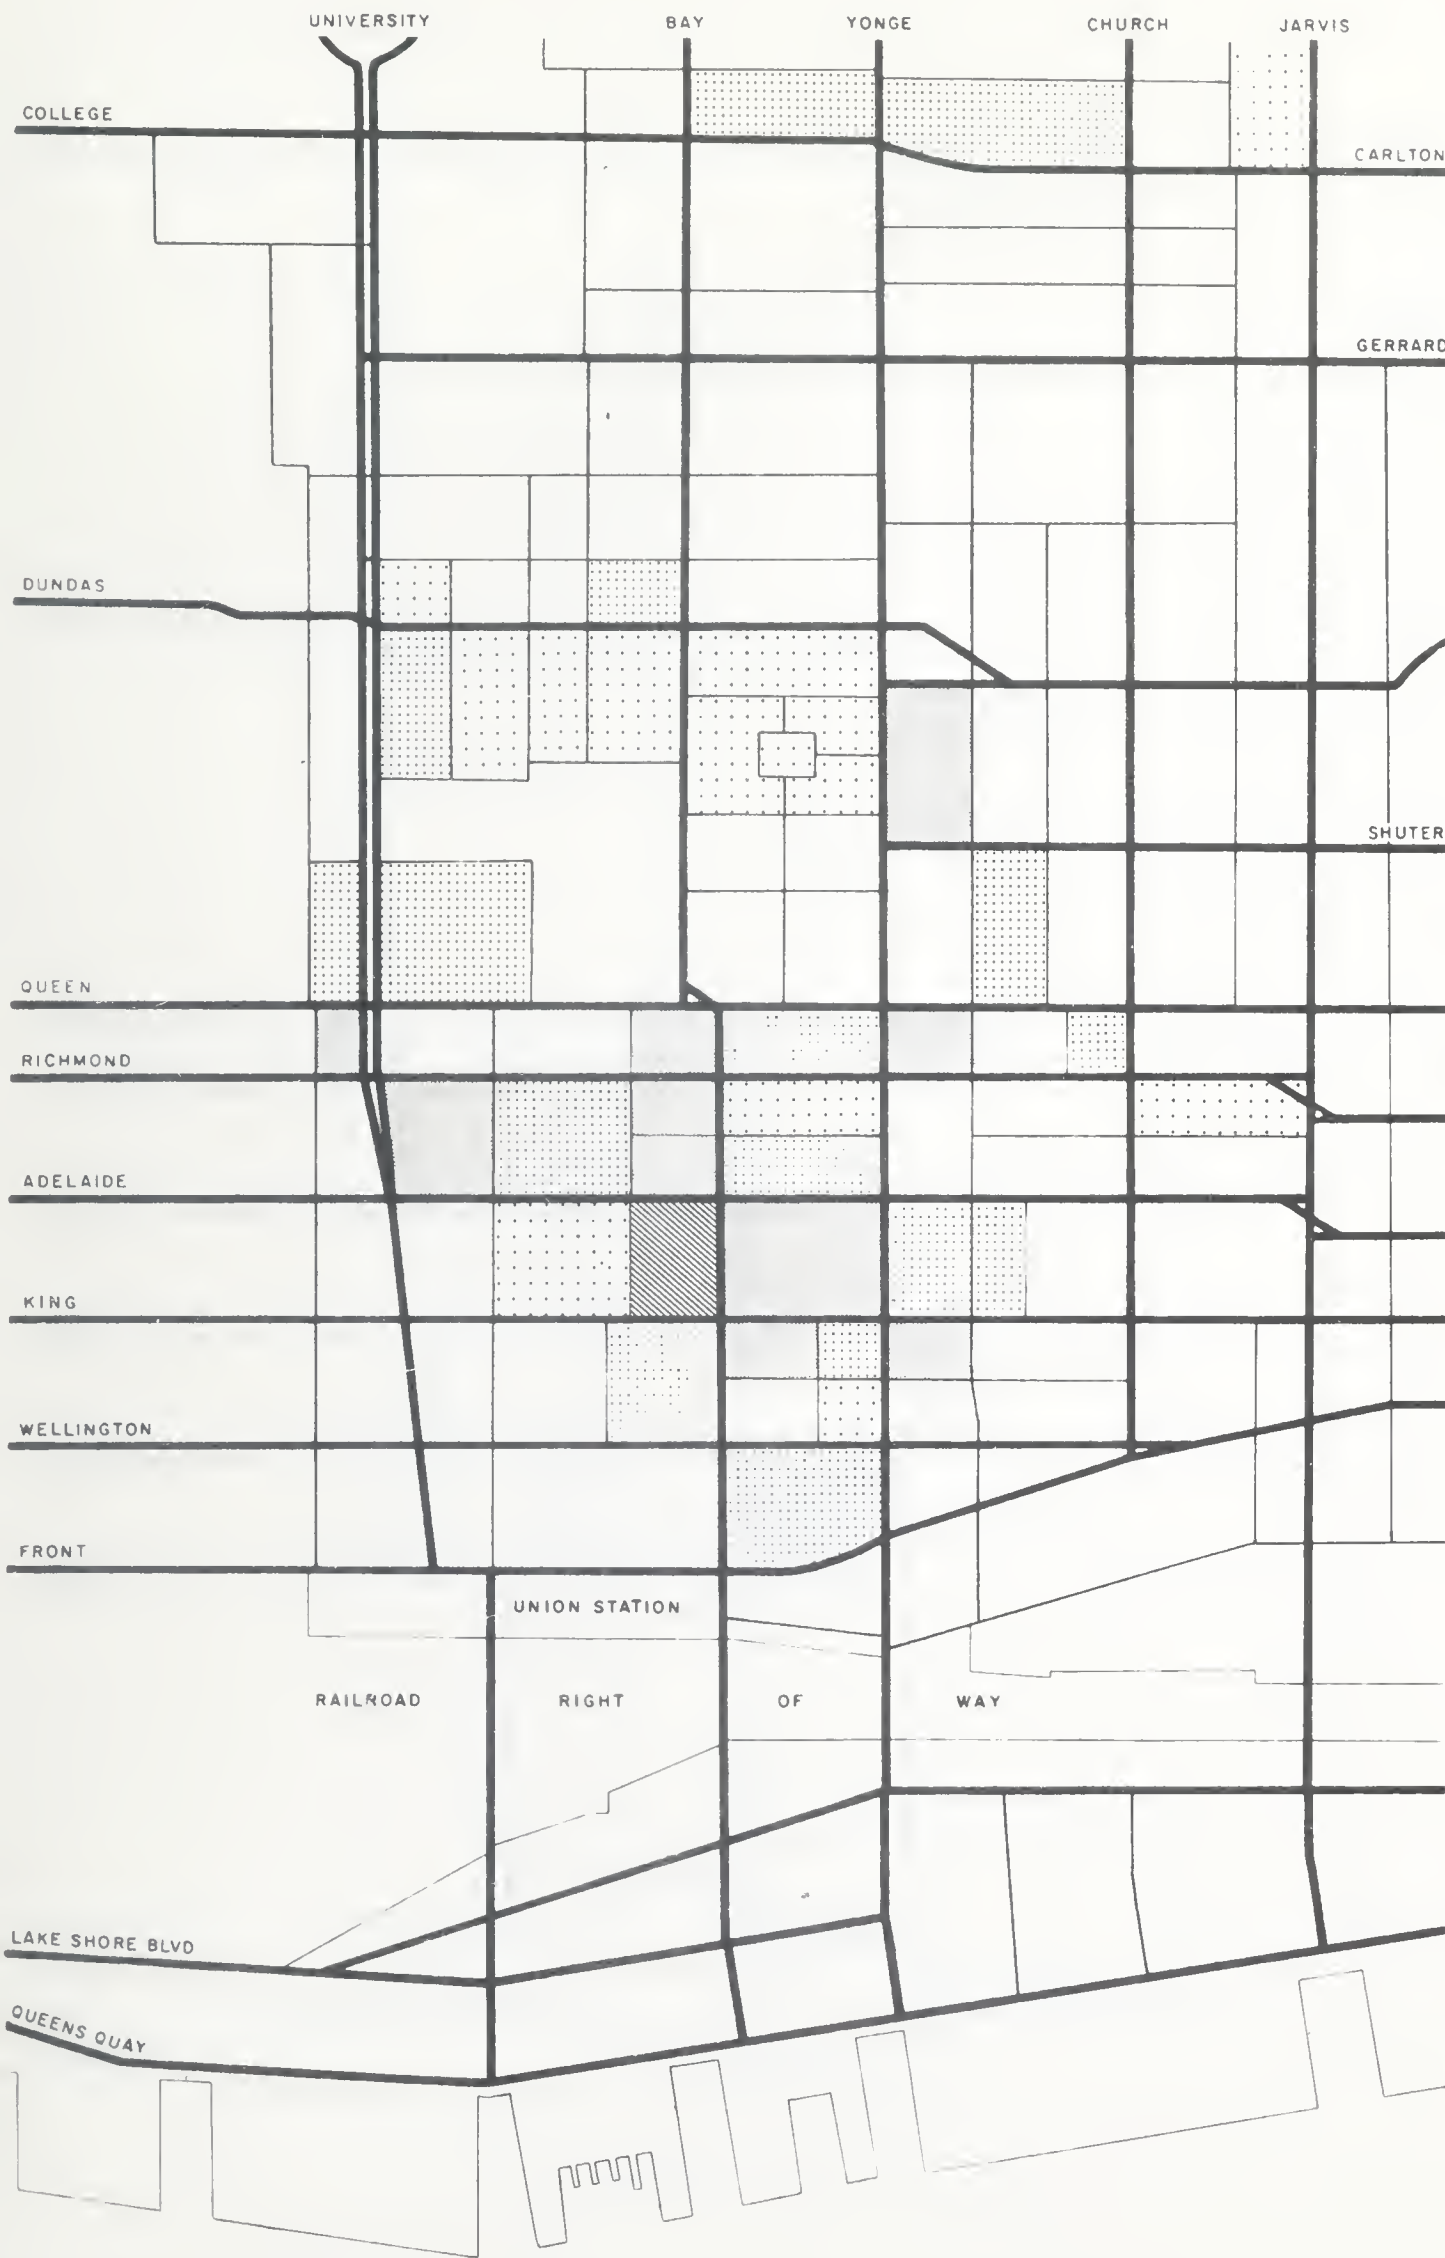 UNIVERSITY
BAY
YONGE
CHURCH
JARVIS
COLLEGE
CARLTON
GERRARD
DUNDAS
SHUTER
QUEEN
RICHMOND
ADELAIDE
KING
WELLINGTON
FRONT
UNION STATION
RAILROAD RIGHT OF WAY
LAKE SHORE BLVD
QUEENS QUAY